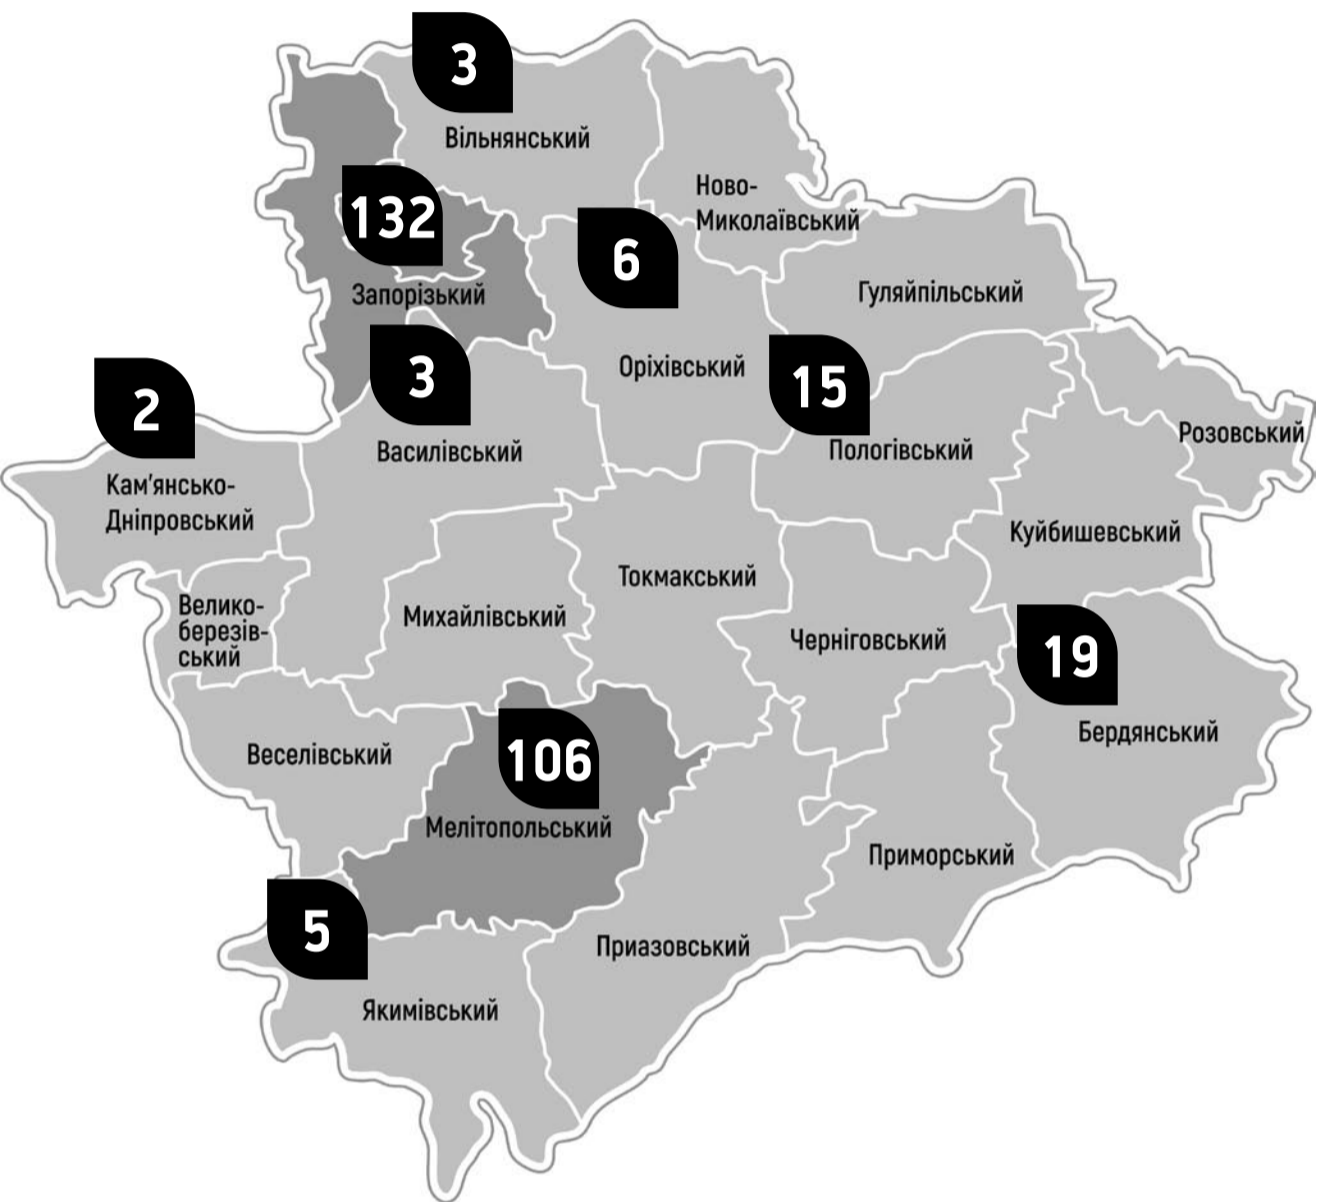 3
Вільнянський
Ново-
Миколаївський
132
6
Запорізький
Гуляйпільський
3
Оріхівський
15
2
Василівський
Пологівський
Розовський
Кам'янсько-
Дніпровський
Куйбишевський
Токмакський
Велико-
березів-
ський
Михайлівський
Черніговський
19
Бердянський
Веселівський
106
Мелітопольський
Приморський
5
Приазовський
Якимівський